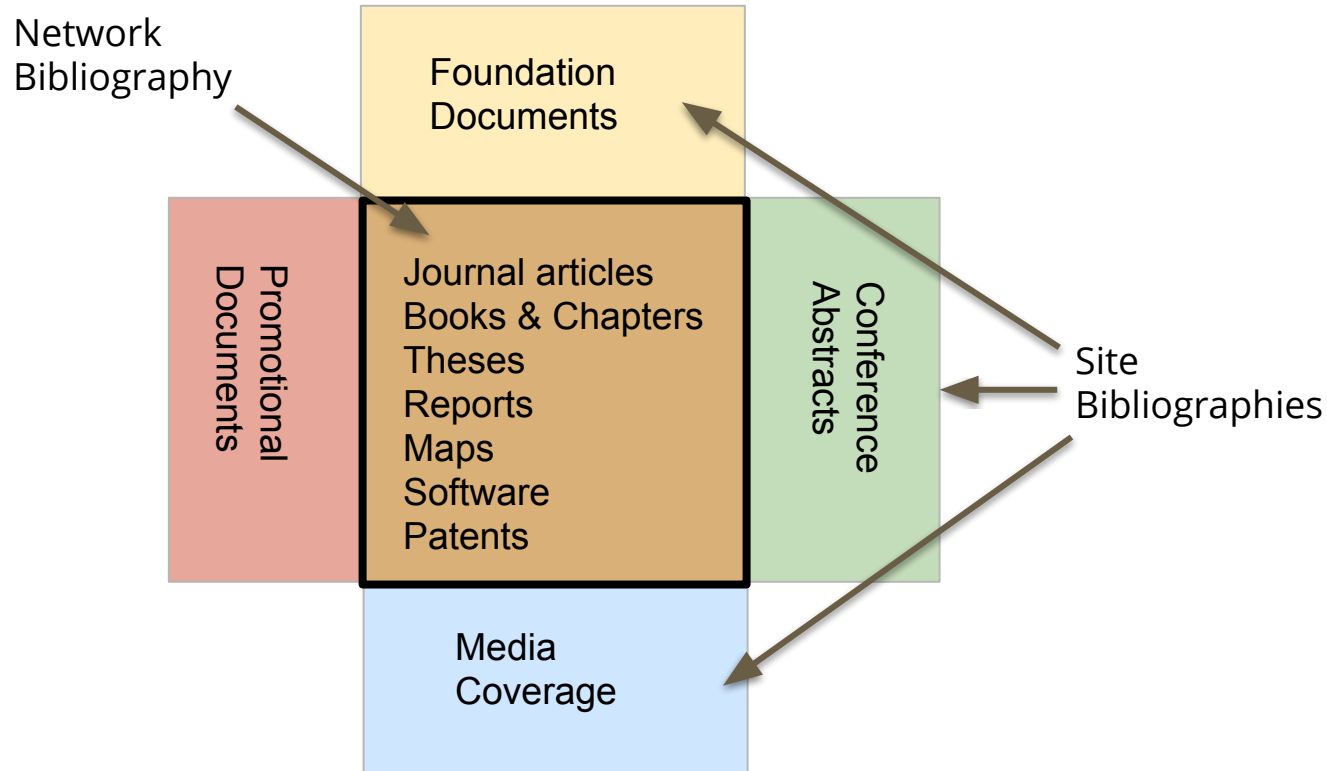 Network
Bibliography
Foundation
Documents
Promotional
Documents
Journal articles
Books & Chapters
Theses
Reports
Maps
Software
Patents
Conference
Abstracts
Site
Bibliographies
Media
Coverage